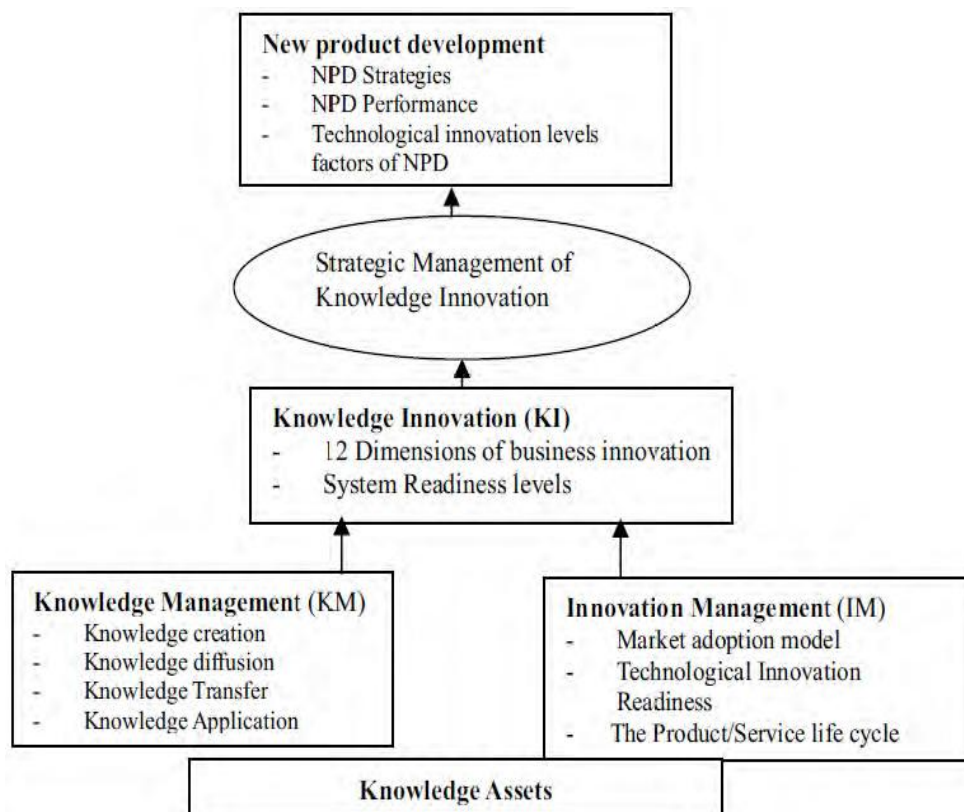 New product development
- NPD Strategies
- NPD Performance
- Technological innovation levels
factors of NPD
Strategic Management of
Knowledge Innovation
Knowledge Innovation (KI)
- 12 Dimensions of business innovation
- System Readiness levels
Knowledge Management (KM)
- Knowledge creation
- Knowledge diffusion
- Knowledge Transfer
- Knowledge Application
Innovation Management (IM)
- Market adoption model
- Technological Innovation
Readiness
- The Product/Service life cycle
Knowledge Assets